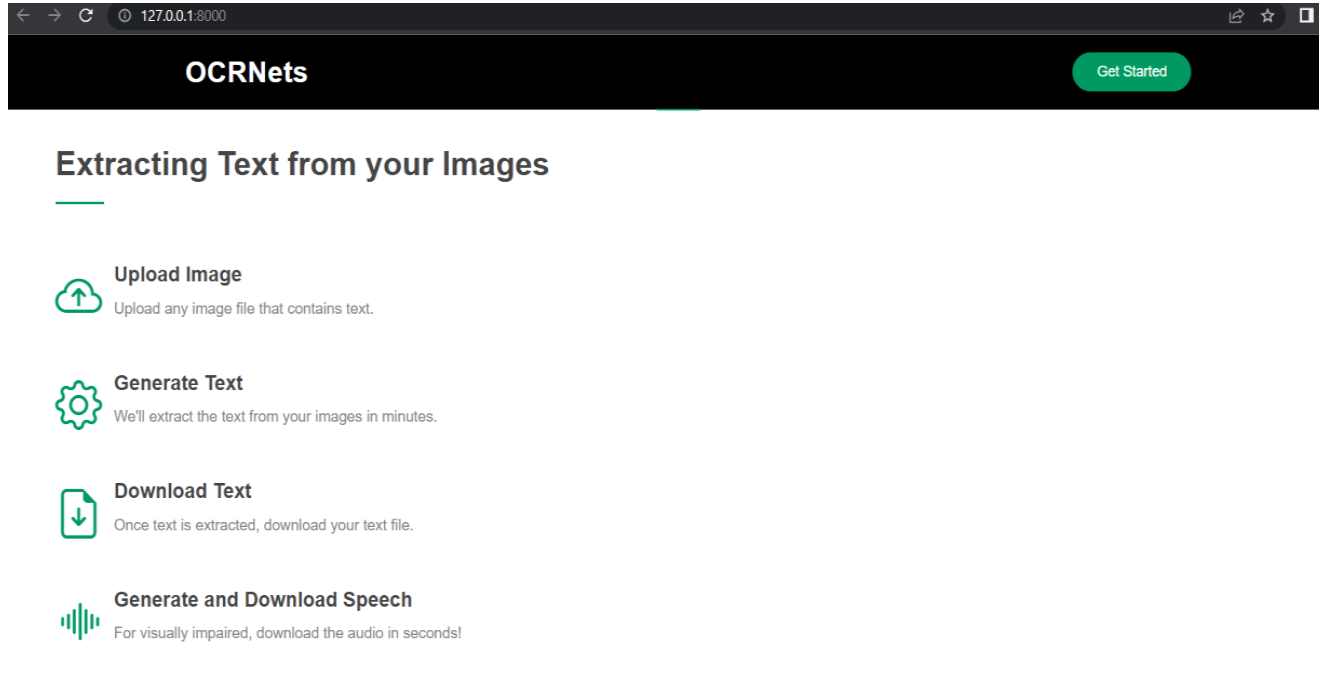 127.0.0.1:8000
OCRNets
Get Started
Extracting Text from your Images
Upload Image
Upload any image file that contains text.
Generate Text
We'll extract the text from your images in minutes.
Download Text
Once text is extracted, download your text file.
Generate and Download Speech
For visually impaired, download the audio in seconds!